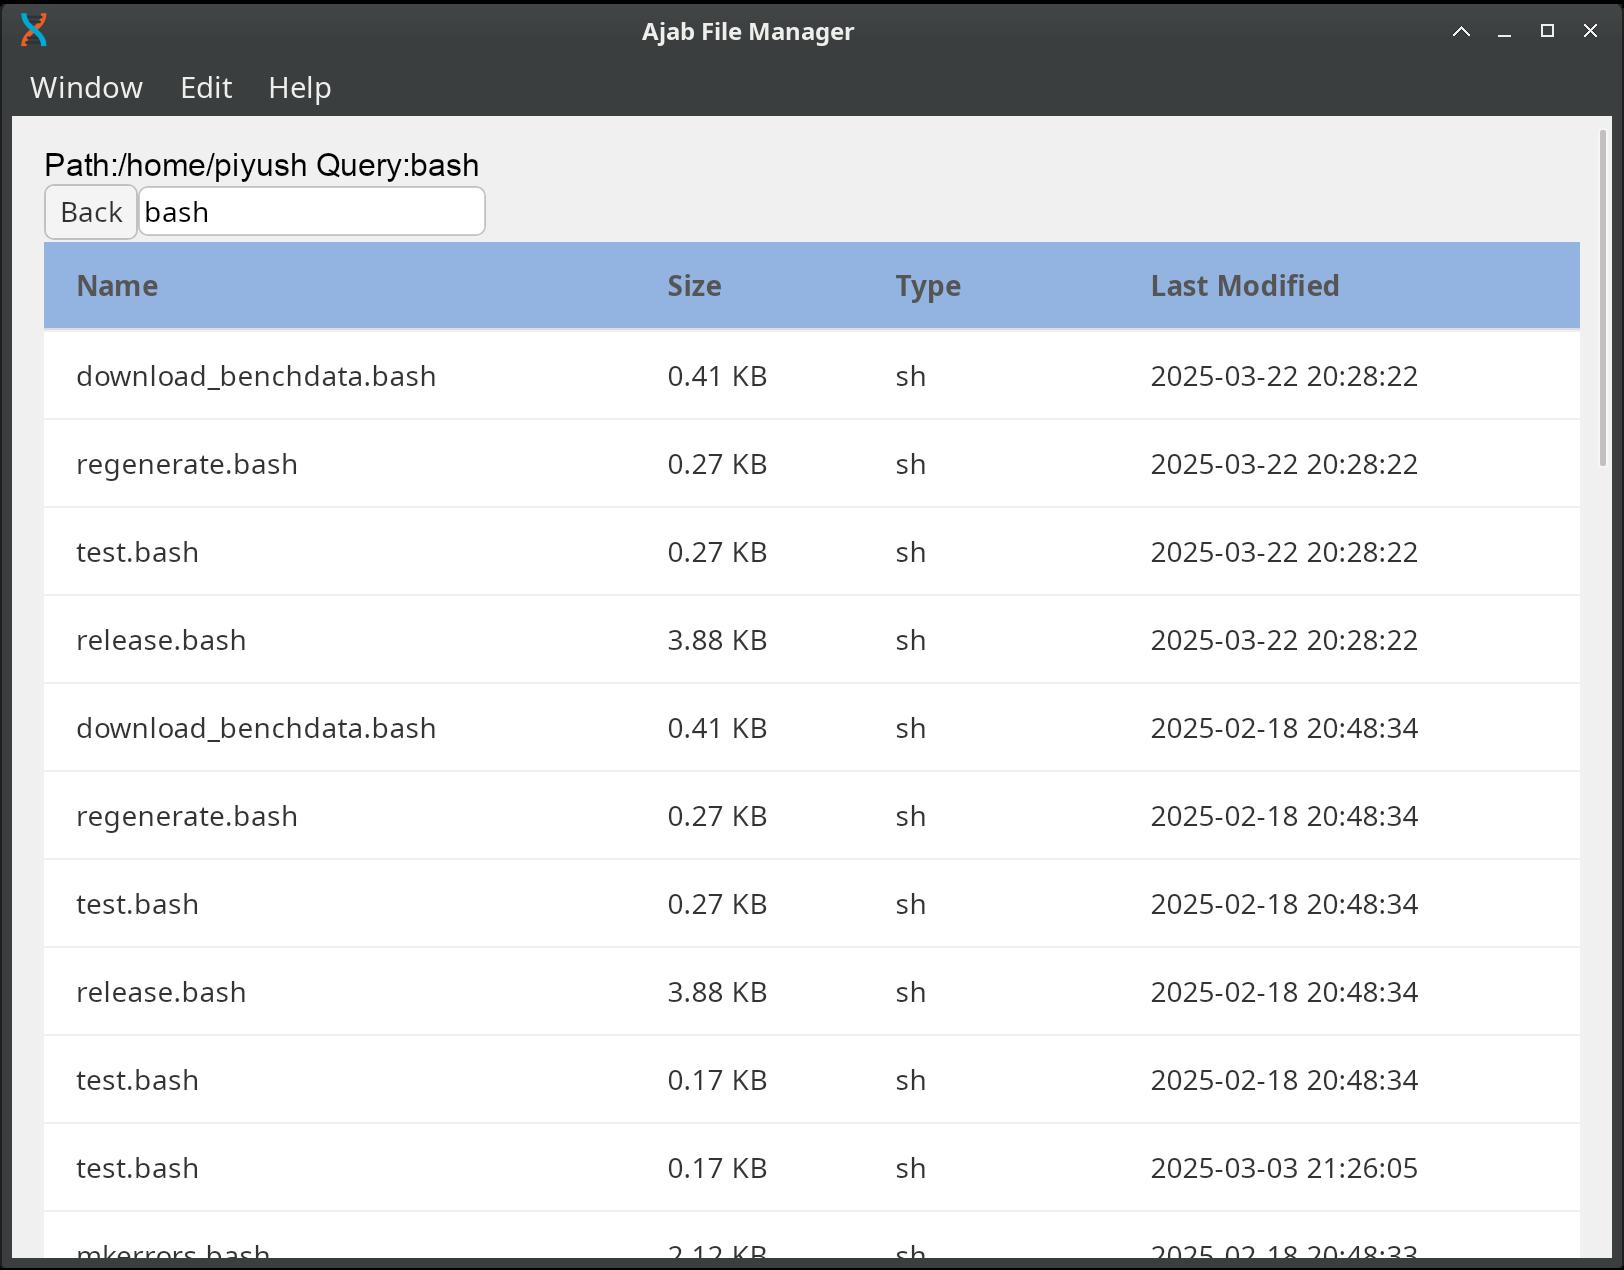 Ajab File Manager
Window Edit Help
Path:/home/piyush Query:bash
Back bash
Name Size Type Last Modified
download_benchdata.bash 0.41 KB sh 2025-03-22 20:28:22
regenerate.bash 0.27 KB sh 2025-03-22 20:28:22
test.bash 0.27 KB sh 2025-03-22 20:28:22
release.bash 3.88 KB sh 2025-03-22 20:28:22
download_benchdata.bash 0.41 KB sh 2025-02-18 20:48:34
regenerate.bash 0.27 KB sh 2025-02-18 20:48:34
test.bash 0.27 KB sh 2025-02-18 20:48:34
release.bash 3.88 KB sh 2025-02-18 20:48:34
test.bash 0.17 KB sh 2025-02-18 20:48:34
test.bash 0.17 KB sh 2025-03-03 21:26:05
mkerrors.bash 2.12 KB sh 2025-02-18 20:48:33